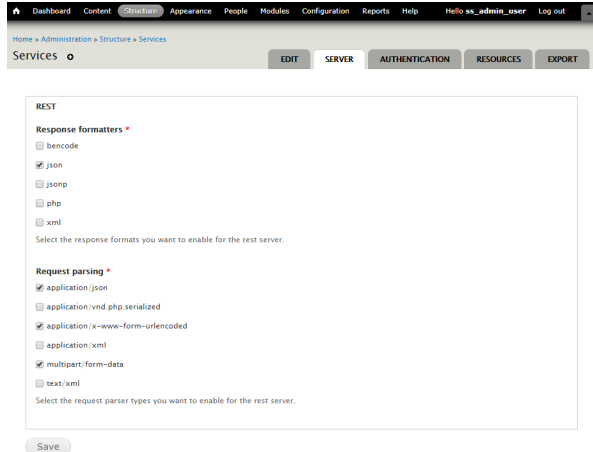 Dashboard Content Structure Appearance People Modules Configuration Reports Help Hello ss_admin_user Log out
Home » Administration » Structure » Services
Services
EDIT SERVER AUTHENTICATION RESOURCES EXPORT
REST
Response formatters *
bencode
json
jsonp
php
xml
Select the response formats you want to enable for the rest server.
Request parsing *
application/json
application/vnd.php.serialized
application/x-www-form-urlencoded
application/xml
multipart/form-data
text/xml
Select the request parser types you want to enable for the rest server.
Save